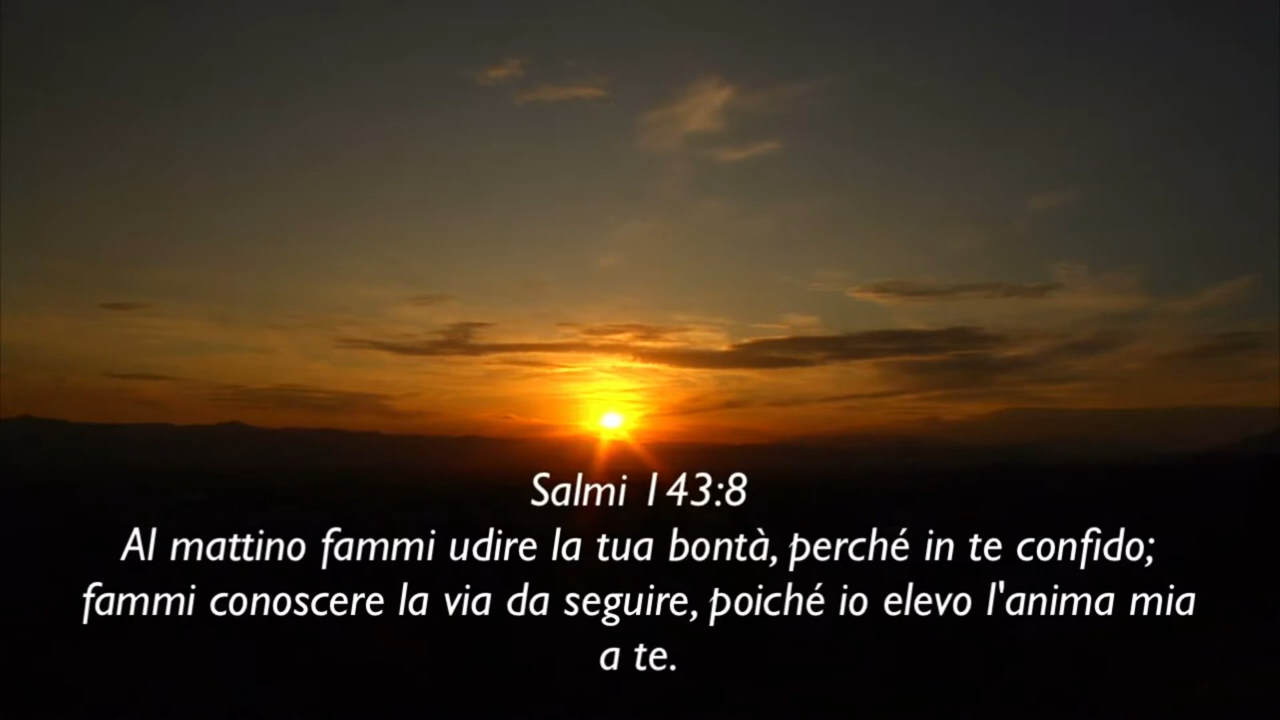 Salmi 143:8
Al mattino fammi udire la tua bontà, perché in te confido;
fammi conoscere la via da seguire, poiché io elevo l'anima mia
a te.